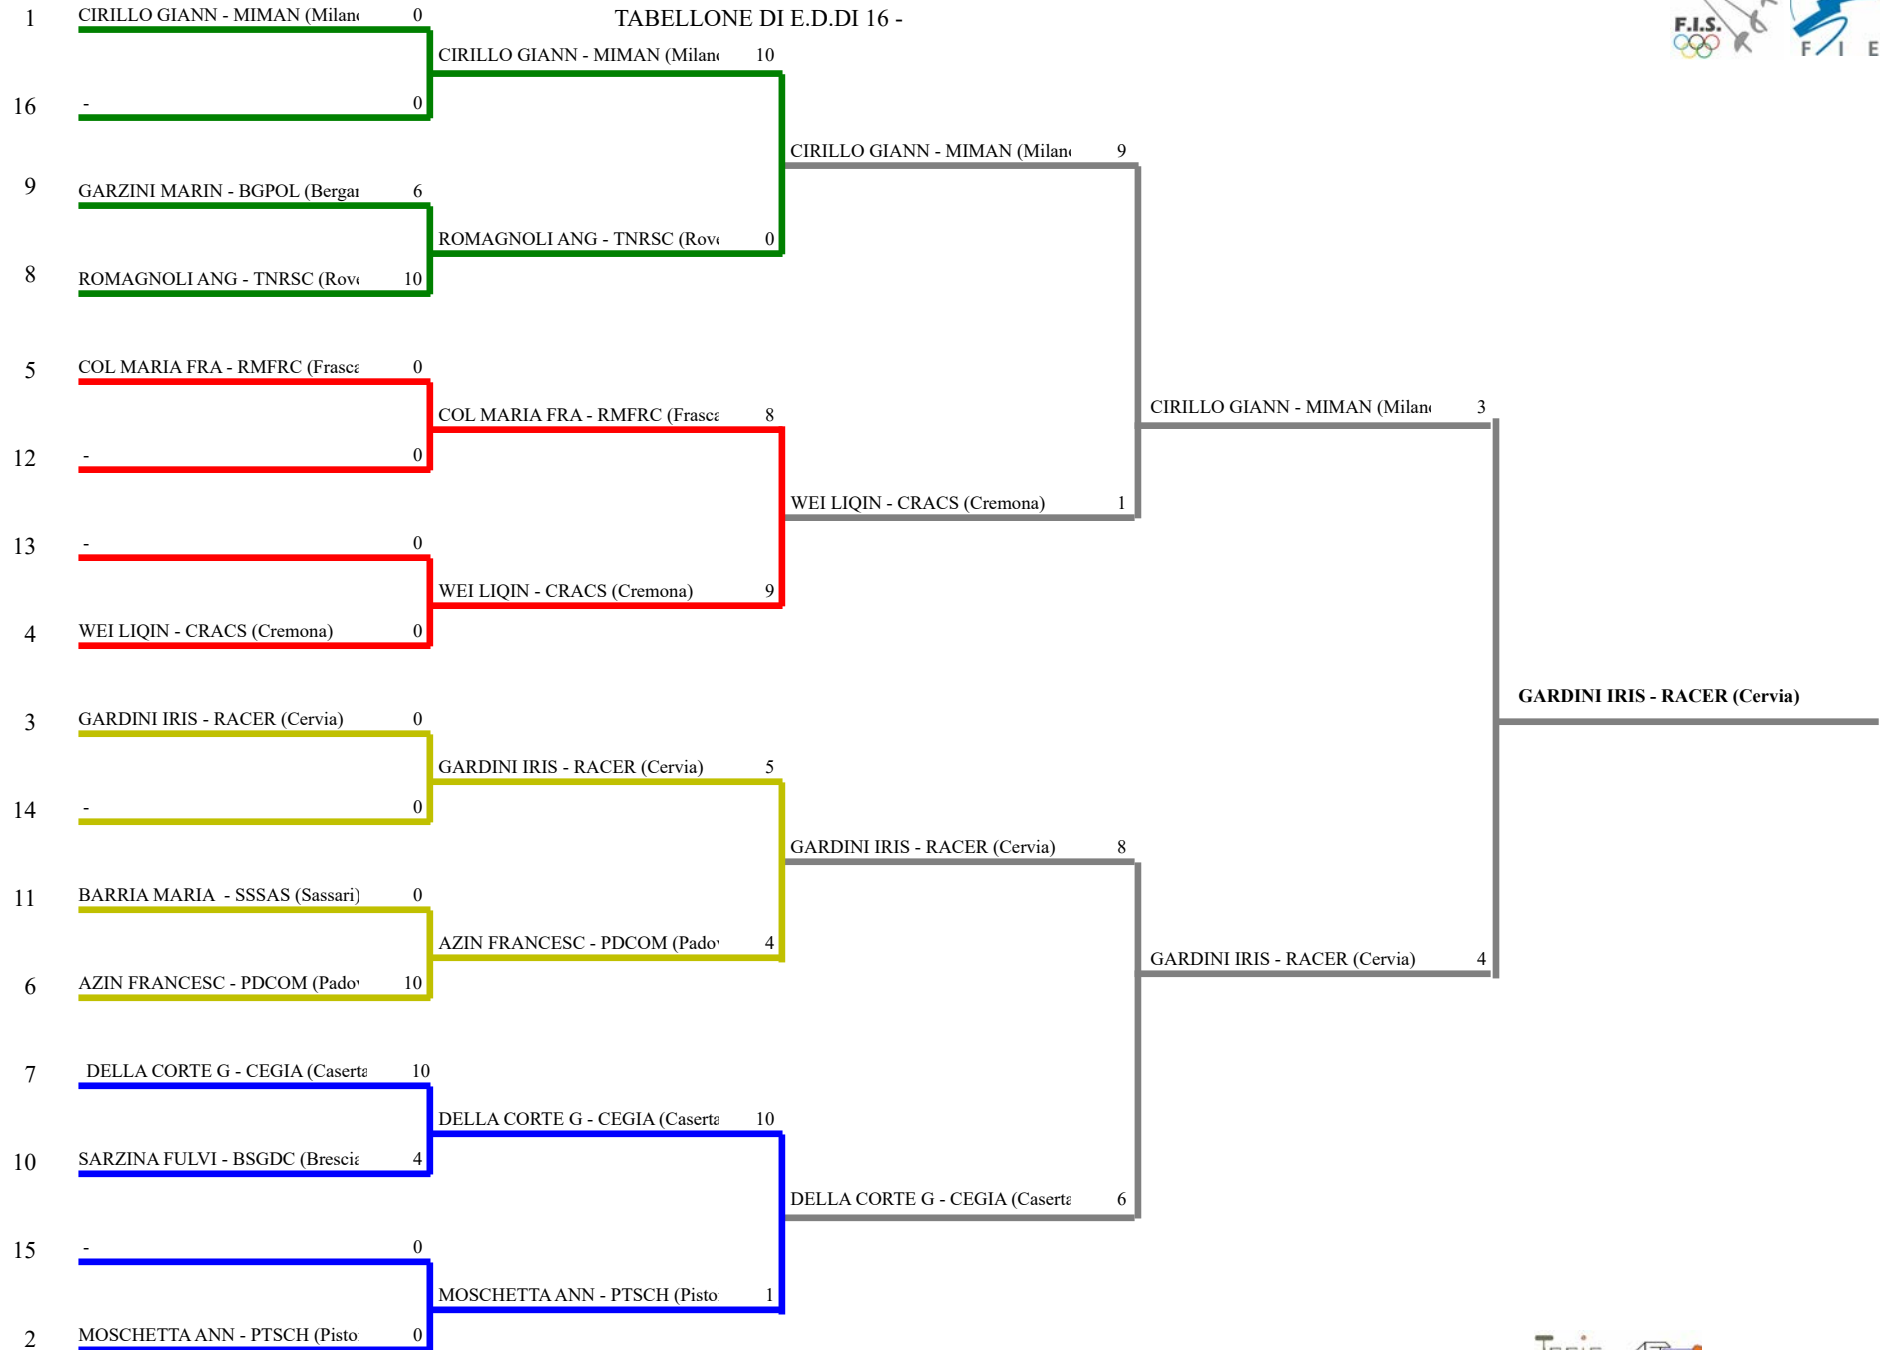 TABELLONE DI E.D.DI 16 -
F.I.S.
F I E
1 CIRILLO GIANN - MIMAN (Milan 0
CIRILLO GIANN - MIMAN (Milan 10
16 - 0
CIRILLO GIANN - MIMAN (Milan 9
9 GARZINI MARIN - BGPOL (Berga 6
ROMAGNOLI ANG - TNRSC (Rov 0
8 ROMAGNOLI ANG - TNRSC (Rov 10
5 COL MARIA FRA - RMFRC (Frasca 0
CIRILLO GIANN - MIMAN (Milan 3
COL MARIA FRA - RMFRC (Frasca 8
12 - 0
WEI LIQIN - CRACS (Cremona) 1
13 - 0
WEI LIQIN - CRACS (Cremona) 9
4 WEI LIQIN - CRACS (Cremona) 0
GARDINI IRIS - RACER (Cervia)
3 GARDINI IRIS - RACER (Cervia) 0
GARDINI IRIS - RACER (Cervia) 5
14 - 0
GARDINI IRIS - RACER (Cervia) 8
11 BARRIA MARIA - SSSAS (Sassari) 0
AZIN FRANCESC - PDCOM (Pado 4
GARDINI IRIS - RACER (Cervia) 4
6 AZIN FRANCESC - PDCOM (Pado 10
7 DELLA CORTE G - CEGIA (Caserta 10
DELLA CORTE G - CEGIA (Caserta 10
10 SARZINA FULVI - BSGDC (Brescia 4
DELLA CORTE G - CEGIA (Caserta 6
15 - 0
MOSCHETTA ANN - PTSCH (Pisto 1
2 MOSCHETTA ANN - PTSCH (Pisto 0